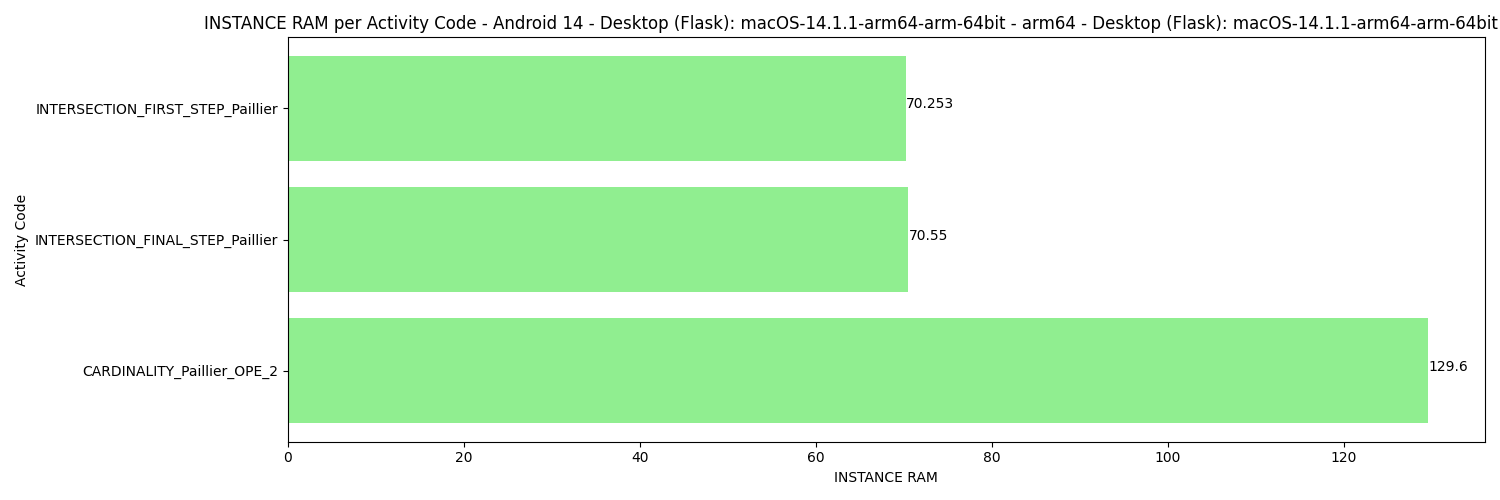 INSTANCE RAM per Activity Code - Android 14 - Desktop (Flask): macOS-14.1.1-arm64-arm-64bit - arm64 - Desktop (Flask): macOS-14.1.1-arm64-arm-64bit
INTERSECTION_FIRST_STEP_Paillier
70.253
INTERSECTION_FINAL_STEP_Paillier
70.55
CARDINALITY_Paillier_OPE_2
129.6
Activity Code
0 20 40 60 80 100 120
INSTANCE RAM